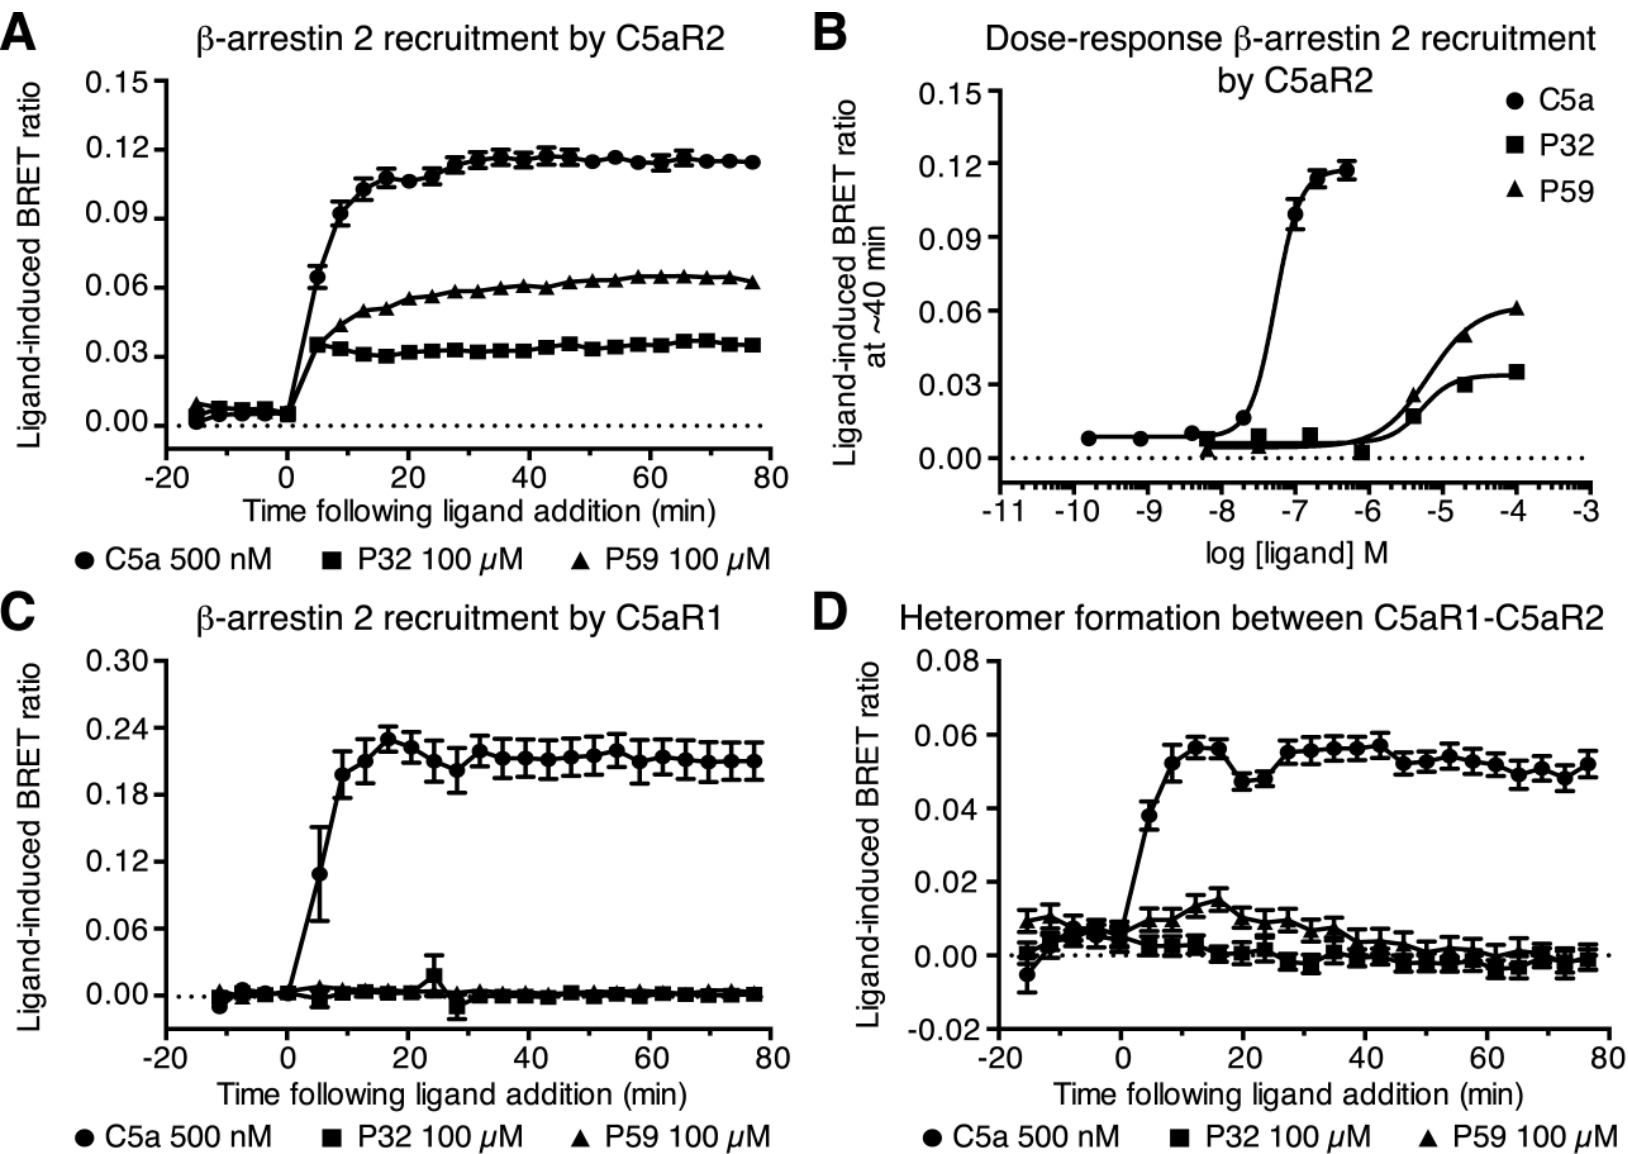 A
β-arrestin 2 recruitment by C5aR2
Ligand-induced BRET ratio
0.15
0.12
0.09
0.06
0.03
0.00
-20 0 20 40 60 80
Time following ligand addition (min)
C5a 500 nM P32 100 µM P59 100 µM
B
Dose-response β-arrestin 2 recruitment
by C5aR2
Ligand-induced BRET ratio
at ~40 min
0.15
0.12
0.09
0.06
0.03
0.00
C5a
P32
P59
-11 -10 -9 -8 -7 -6 -5 -4 -3
log [ligand] M
C
β-arrestin 2 recruitment by C5aR1
Ligand-induced BRET ratio
0.30
0.24
0.18
0.12
0.06
0.00
-20 0 20 40 60 80
Time following ligand addition (min)
C5a 500 nM P32 100 µM P59 100 µM
D
Heteromer formation between C5aR1-C5aR2
Ligand-induced BRET ratio
0.08
0.06
0.04
0.02
0.00
-0.02
-20 0 20 40 60 80
Time following ligand addition (min)
C5a 500 nM P32 100 µM P59 100 µM